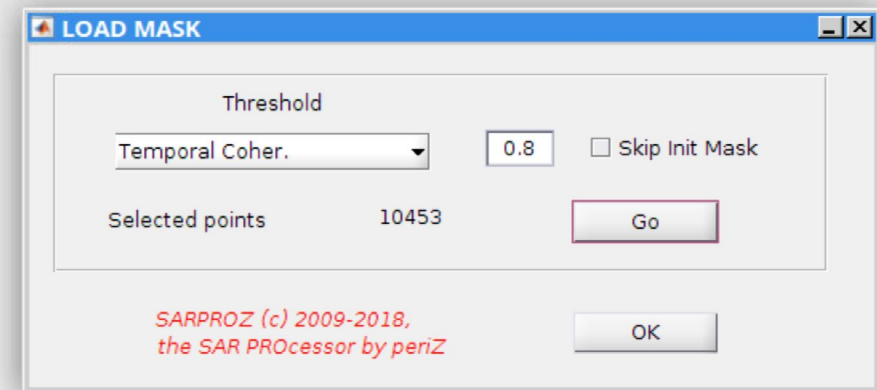 LOAD MASK
Threshold
Temporal Coher. 0.8 Skip Init Mask
Selected points 10453 Go
SARPROZ (c) 2009-2018,
the SAR PROcessor by periZ
OK